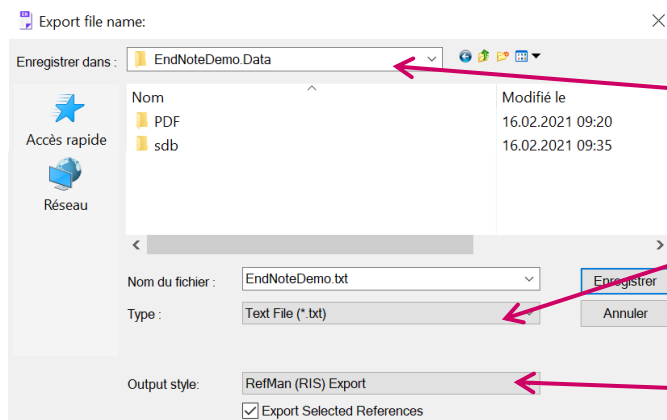 Export file name:
Enregistrer dans :
EndNoteDemo.Data
Nom
Modifié le
PDF
16.02.2021 09:20
sdb
16.02.2021 09:35
Accès rapide
Réseau
Nom du fichier :
EndNoteDemo.txt
Enregistrer
Type :
Text File (*.txt)
Annuler
Output style:
RefMan (RIS) Export
Export Selected References